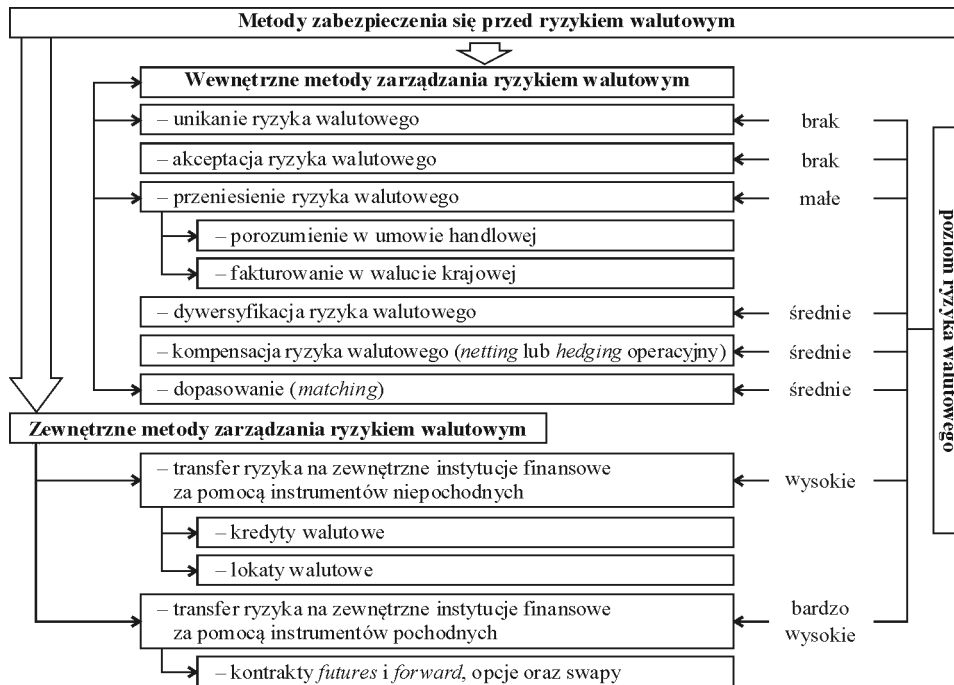 Metody zabezpieczenia się przed ryzykiem walutowym
Wewnętrzne metody zarządzania ryzykiem walutowym
– unikanie ryzyka walutowego
brak
– akceptacja ryzyka walutowego
brak
– przeniesienie ryzyka walutowego
małe
– porozumienie w umowie handlowej
– fakturowanie w walucie krajowej
– dywersyfikacja ryzyka walutowego
średnie
– kompensacja ryzyka walutowego (netting lub hedging operacyjny)
średnie
– dopasowanie (matching)
średnie
poziom ryzyka walutowego
Zewnętrzne metody zarządzania ryzykiem walutowym
– transfer ryzyka na zewnętrzne instytucje finansowe
za pomocą instrumentów niepochodnych
wysokie
– kredyty walutowe
– lokaty walutowe
– transfer ryzyka na zewnętrzne instytucje finansowe
za pomocą instrumentów pochodnych
bardzo
wysokie
– kontrakty futures i forward, opcje oraz swapy